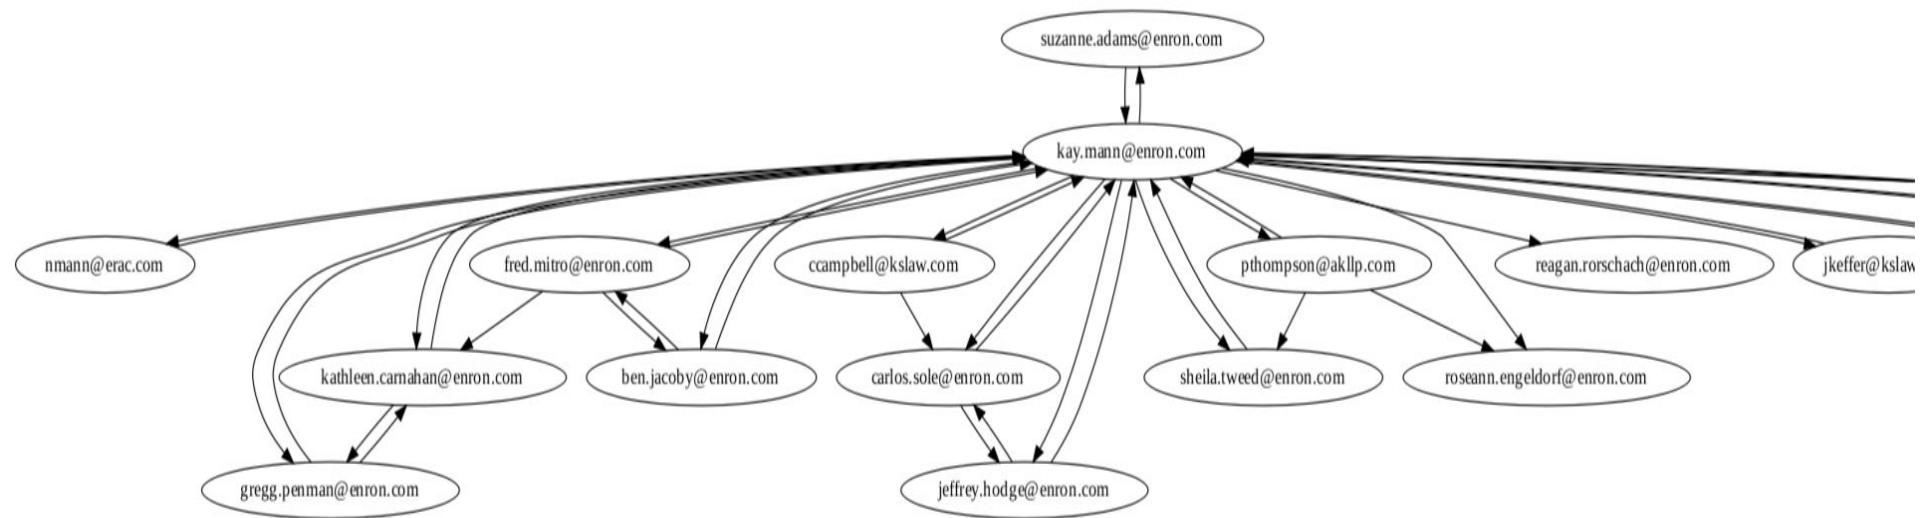 suzanne.adams@enron.com
kay.mann@enron.com
nmann@erac.com
fred.mitro@enron.com
ccampbell@kslaw.com
pthompson@akllp.com
reagan.rorschach@enron.com
jkeffer@kslaw
kathleen.carnahan@enron.com
ben.jacoby@enron.com
carlos.sole@enron.com
sheila.tweed@enron.com
roseann.engeldorf@enron.com
gregg.penman@enron.com
jeffrey.hodge@enron.com